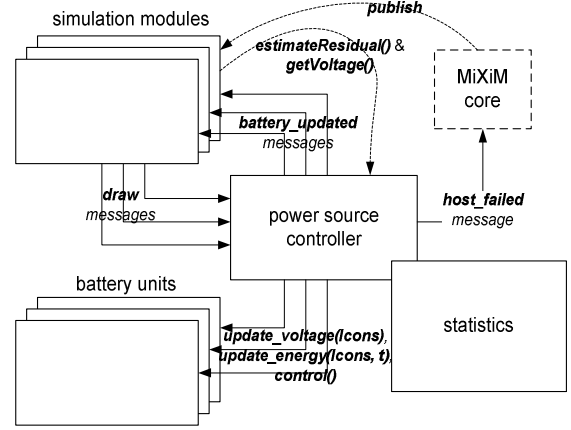 publish
simulation modules
estimateResidual() &
getVoltage()
MiXiM
core
battery_updated
messages
draw
messages
power source
controller
host_failed
message
battery units
statistics
update_voltage(Icons),
update_energy(Icons, t),
control()